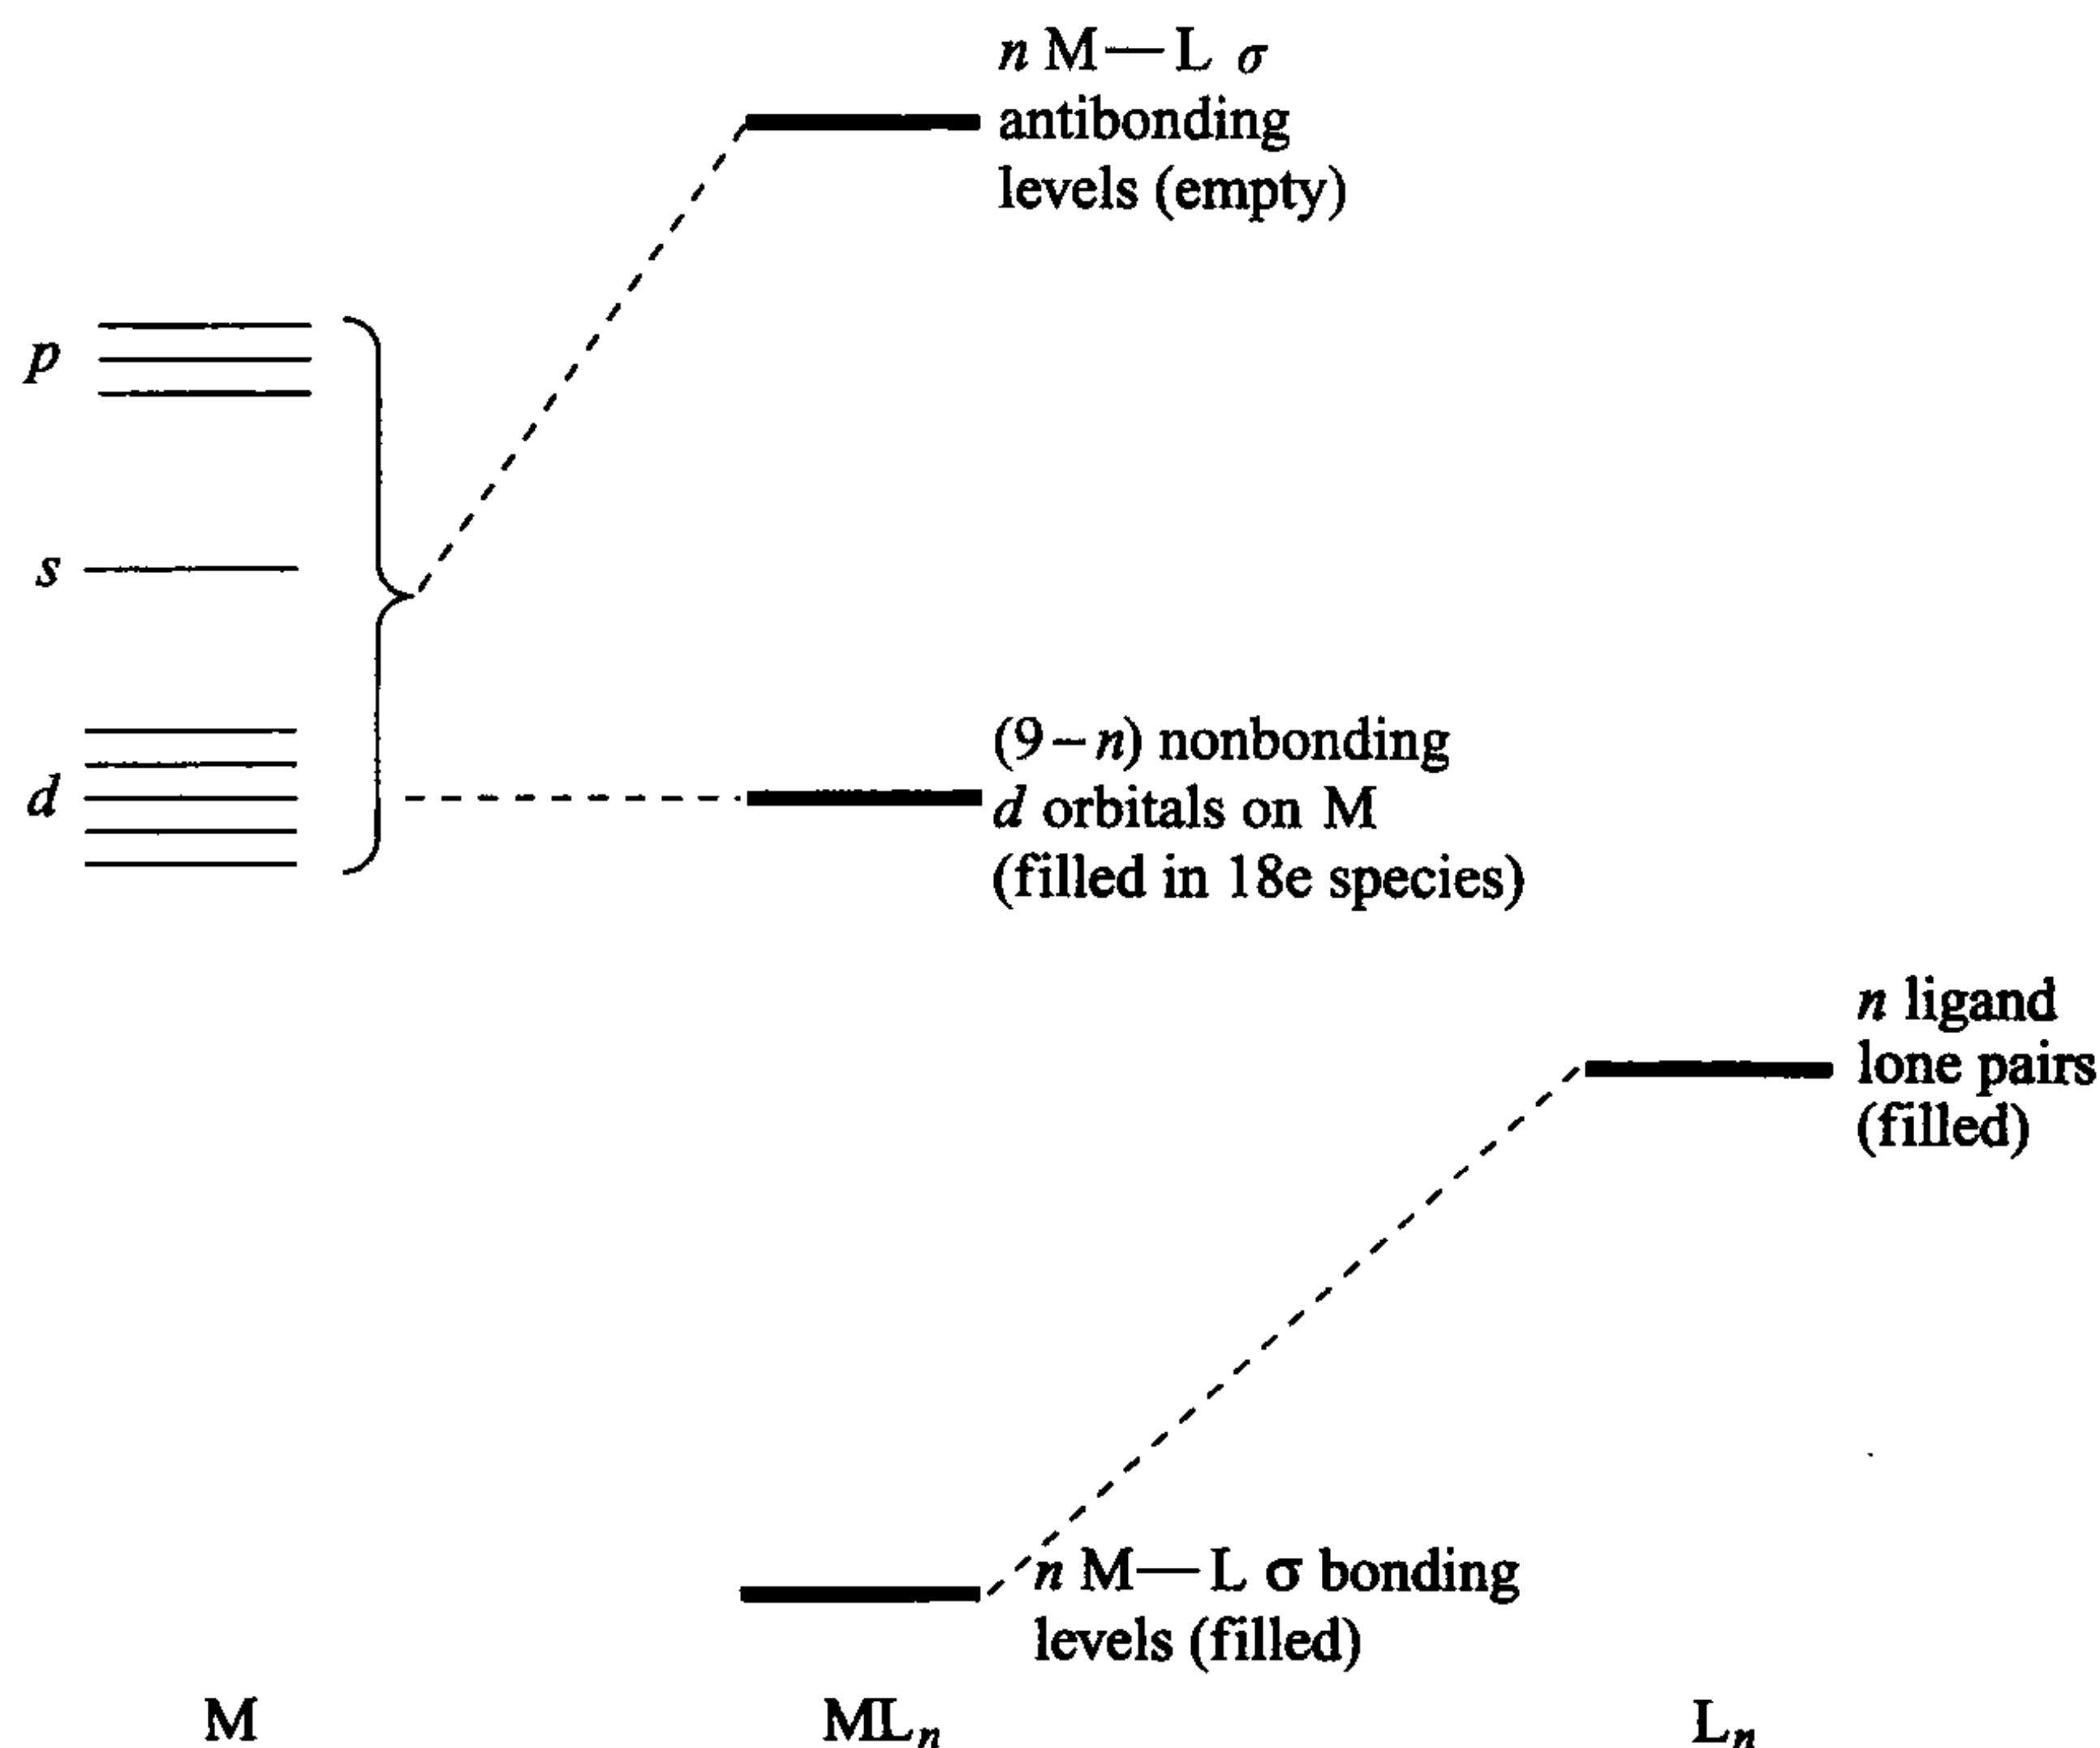 n M—L σ
antibonding
levels (empty)
p
s
d
(9−n) nonbonding
d orbitals on M
(filled in 18e species)
n ligand
lone pairs
(filled)
n M—L σ bonding
levels (filled)
M
MLₙ
Lₙ